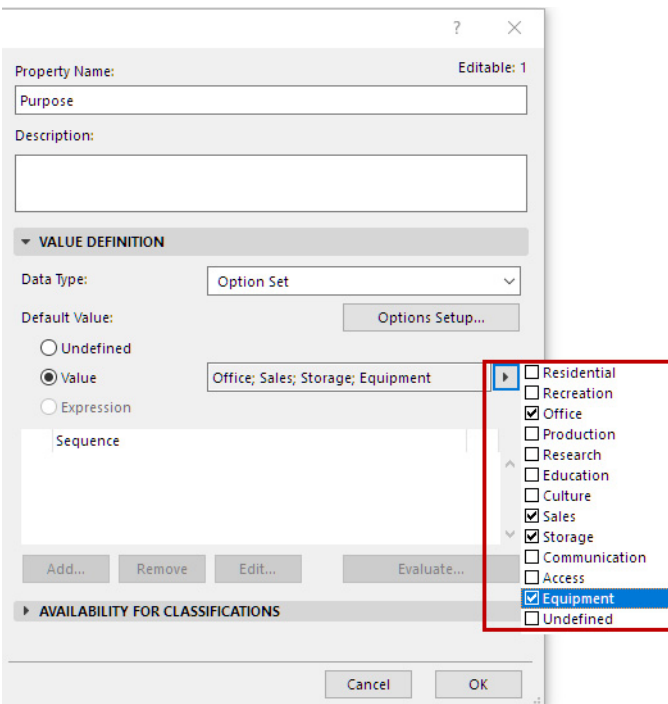 ?
Property Name:
Editable: 1
Purpose
Description:
VALUE DEFINITION
Data Type:
Option Set
Default Value:
Options Setup...
Undefined
Value
Office; Sales; Storage; Equipment
Expression
Sequence
Residential
Recreation
Office
Production
Research
Education
Culture
Sales
Storage
Communication
Access
Equipment
Undefined
Add...
Remove
Edit...
Evaluate...
AVAILABILITY FOR CLASSIFICATIONS
Cancel
OK